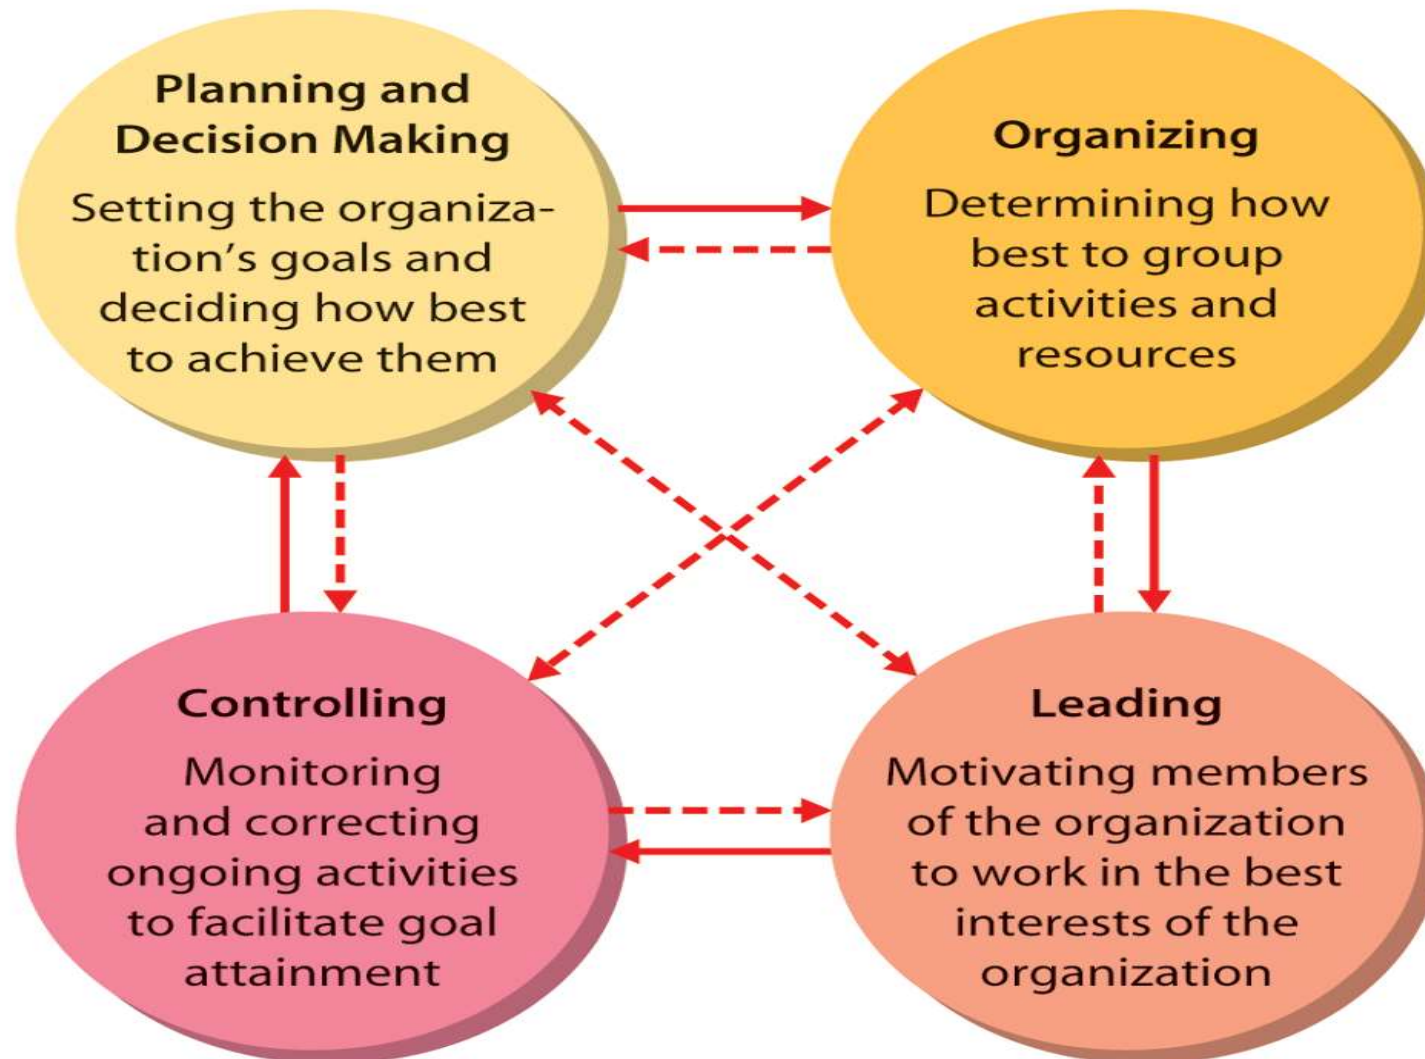 Planning and
Decision Making
Setting the organiza-
tion's goals and
deciding how best
to achieve them
Organizing
Determining how
best to group
activities and
resources
Controlling
Monitoring
and correcting
ongoing activities
to facilitate goal
attainment
Leading
Motivating members
of the organization
to work in the best
interests of the
organization